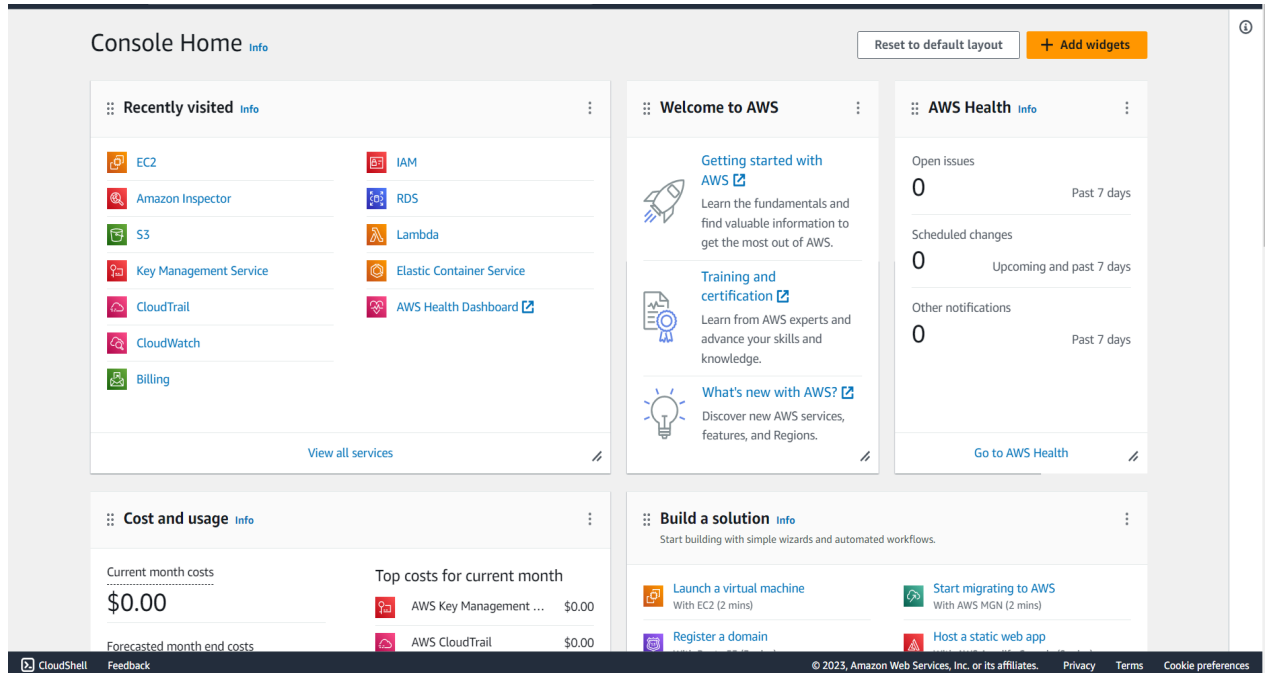 Console Home Info
Reset to default layout
+ Add widgets
Recently visited Info
EC2
Amazon Inspector
S3
Key Management Service
CloudTrail
CloudWatch
Billing
IAM
RDS
Lambda
Elastic Container Service
AWS Health Dashboard
View all services
Welcome to AWS
Getting started with
AWS
Learn the fundamentals and
find valuable information to
get the most out of AWS.
Training and
certification
Learn from AWS experts and
advance your skills and
knowledge.
What's new with AWS?
Discover new AWS services,
features, and Regions.
AWS Health Info
Open issues
0
Past 7 days
Scheduled changes
0
Upcoming and past 7 days
Other notifications
0
Past 7 days
Go to AWS Health
Cost and usage Info
Current month costs
$0.00
Forecasted month end costs
Top costs for current month
AWS Key Management ... $0.00
AWS CloudTrail $0.00
Build a solution Info
Start building with simple wizards and automated workflows.
Launch a virtual machine
With EC2 (2 mins)
Start migrating to AWS
With AWS MGN (2 mins)
Register a domain
Host a static web app
CloudShell Feedback
© 2023, Amazon Web Services, Inc. or its affiliates. Privacy Terms Cookie preferences